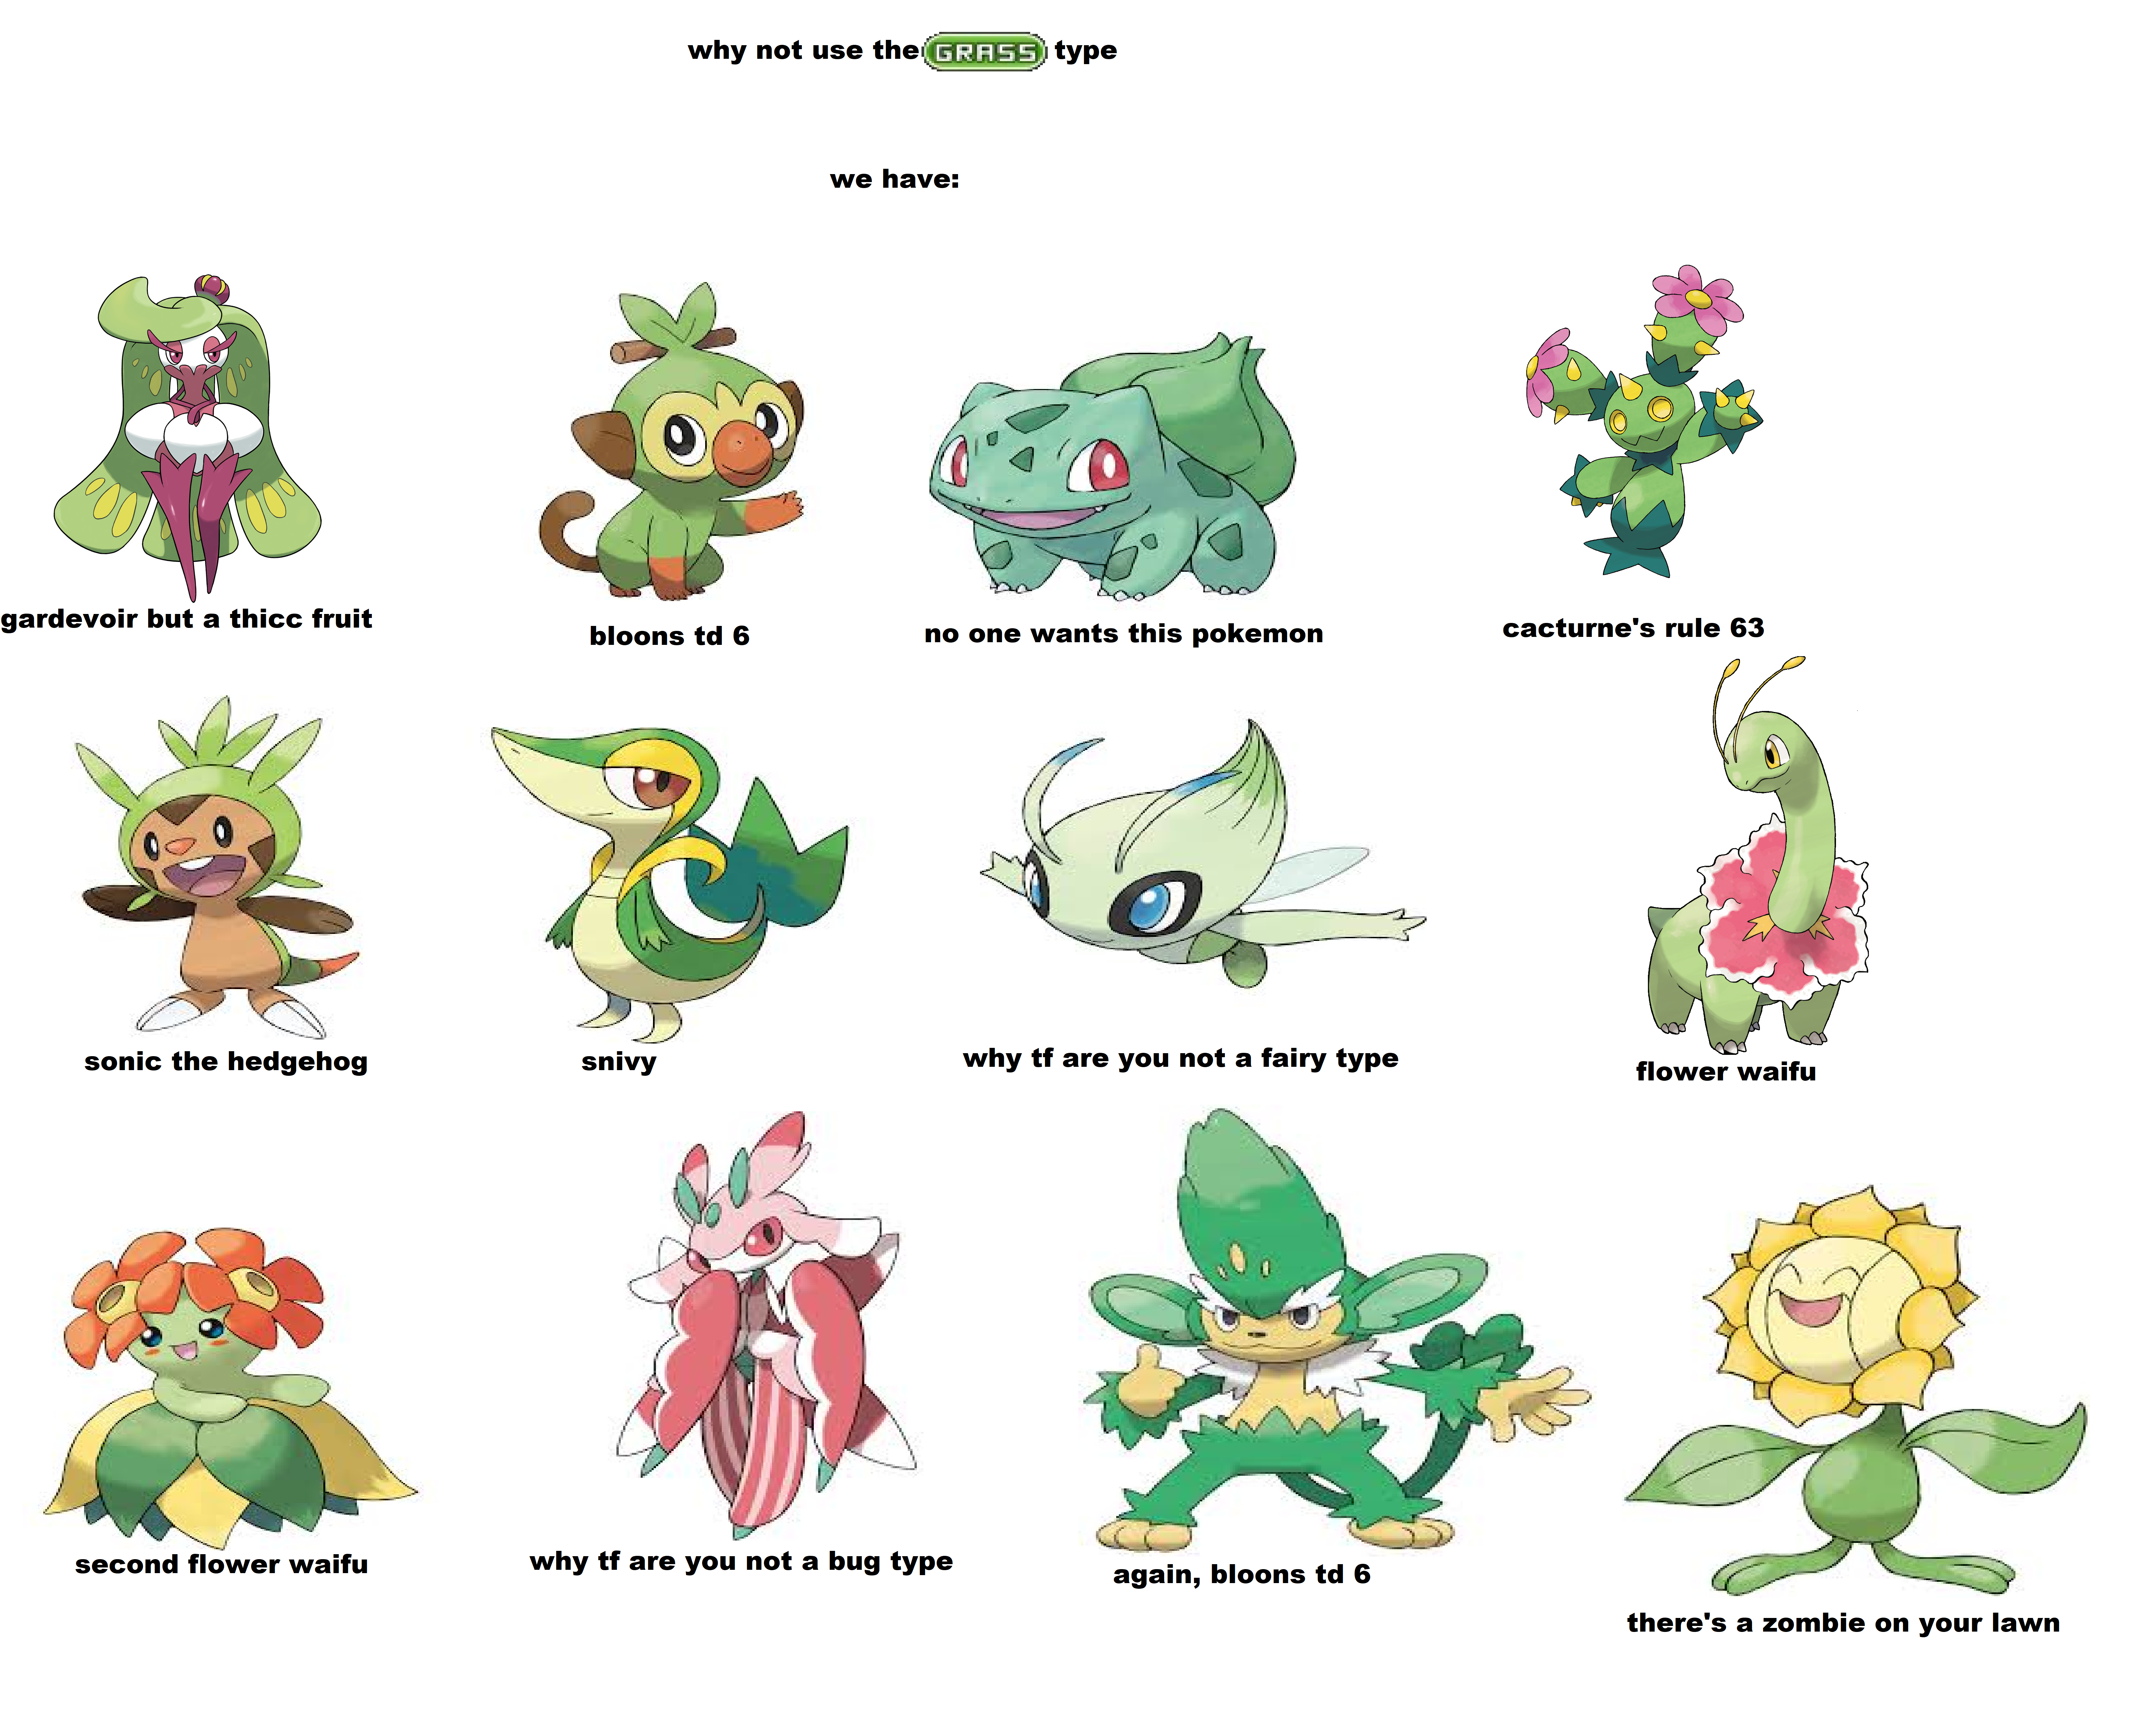 why not use the GRASS type
we have:
gardevoir but a thicc fruit
bloons td 6
no one wants this pokemon
cacturne's rule 63
sonic the hedgehog
snivy
why tf are you not a fairy type
flower waifu
second flower waifu
why tf are you not a bug type
again, bloons td 6
there's a zombie on your lawn